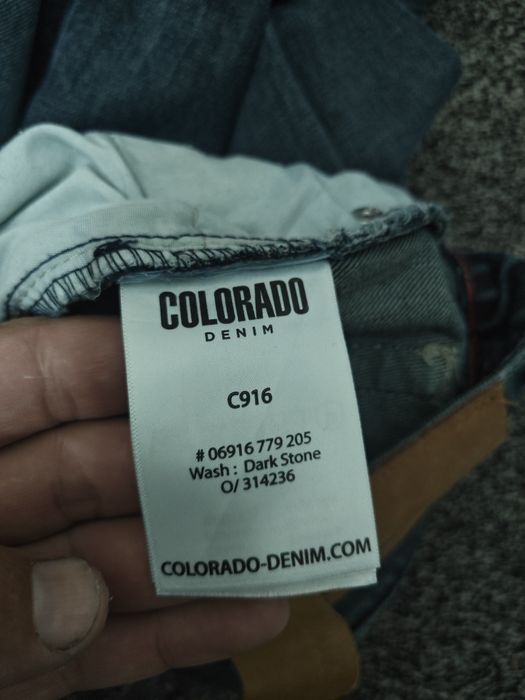 COLORADO
DENIM
C916
# 06916 779 205
Wash : Dark Stone
O/ 314236
COLORADO-DENIM.COM